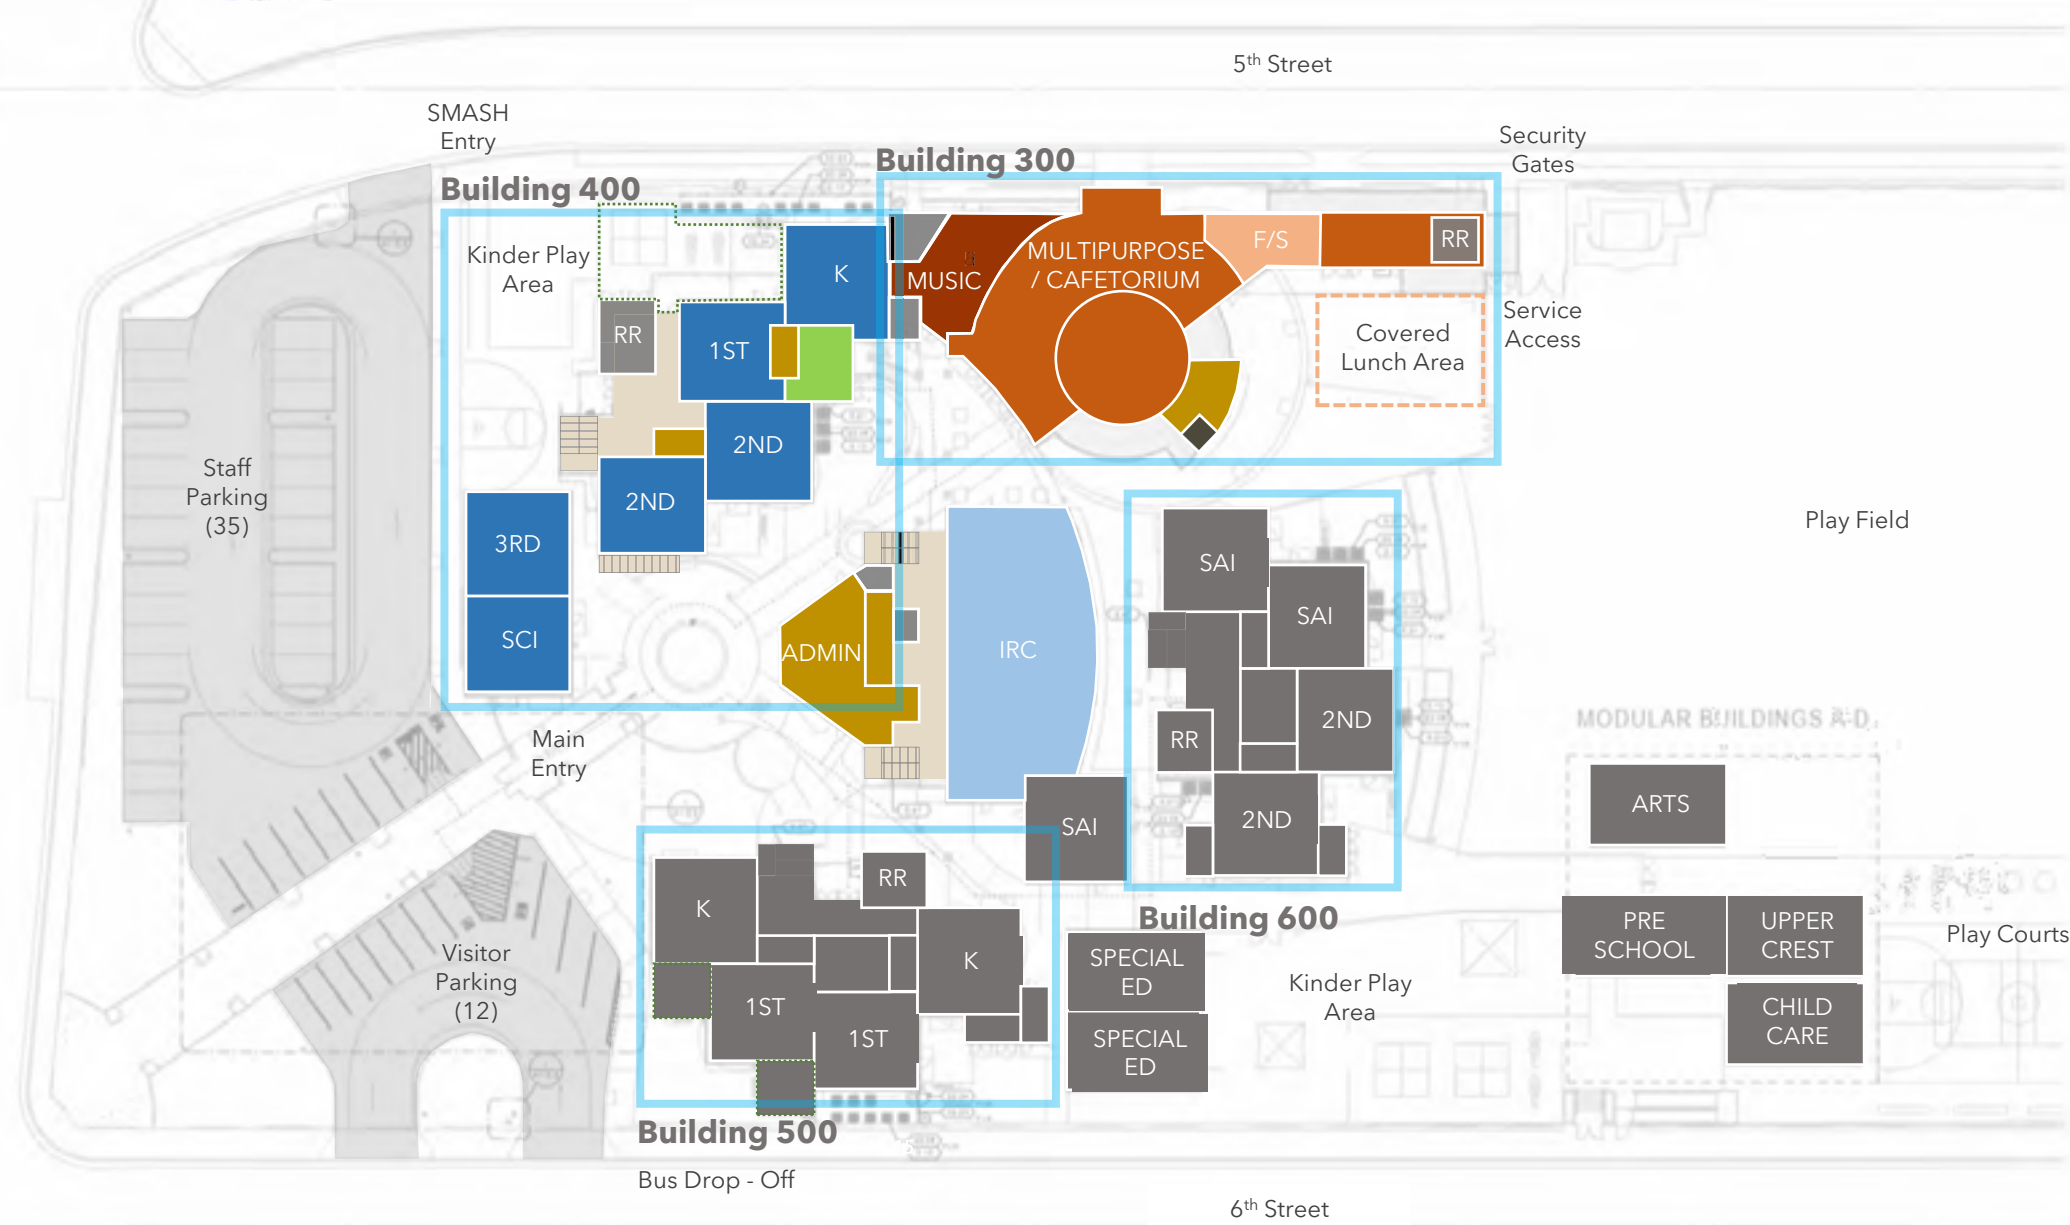 5th Street
SMASH
Entry
Security
Gates
Building 300
Building 400
Kinder Play
Area
K
MUSIC
MULTIPURPOSE
/ CAFETORIUM
F/S
RR
RR
1ST
Covered
Lunch Area
Service
Access
2ND
2ND
Staff
Parking
(35)
3RD
SCI
ADMIN
IRC
SAI
SAI
Play Field
RR
2ND
MODULAR BUILDINGS A-D
Main
Entry
2ND
SAI
ARTS
K
RR
Building 600
PRE
SCHOOL
UPPER
CREST
Play Courts
Visitor
Parking
(12)
K
SPECIAL
ED
Kinder Play
Area
1ST
1ST
SPECIAL
ED
CHILD
CARE
Building 500
Bus Drop - Off
6th Street